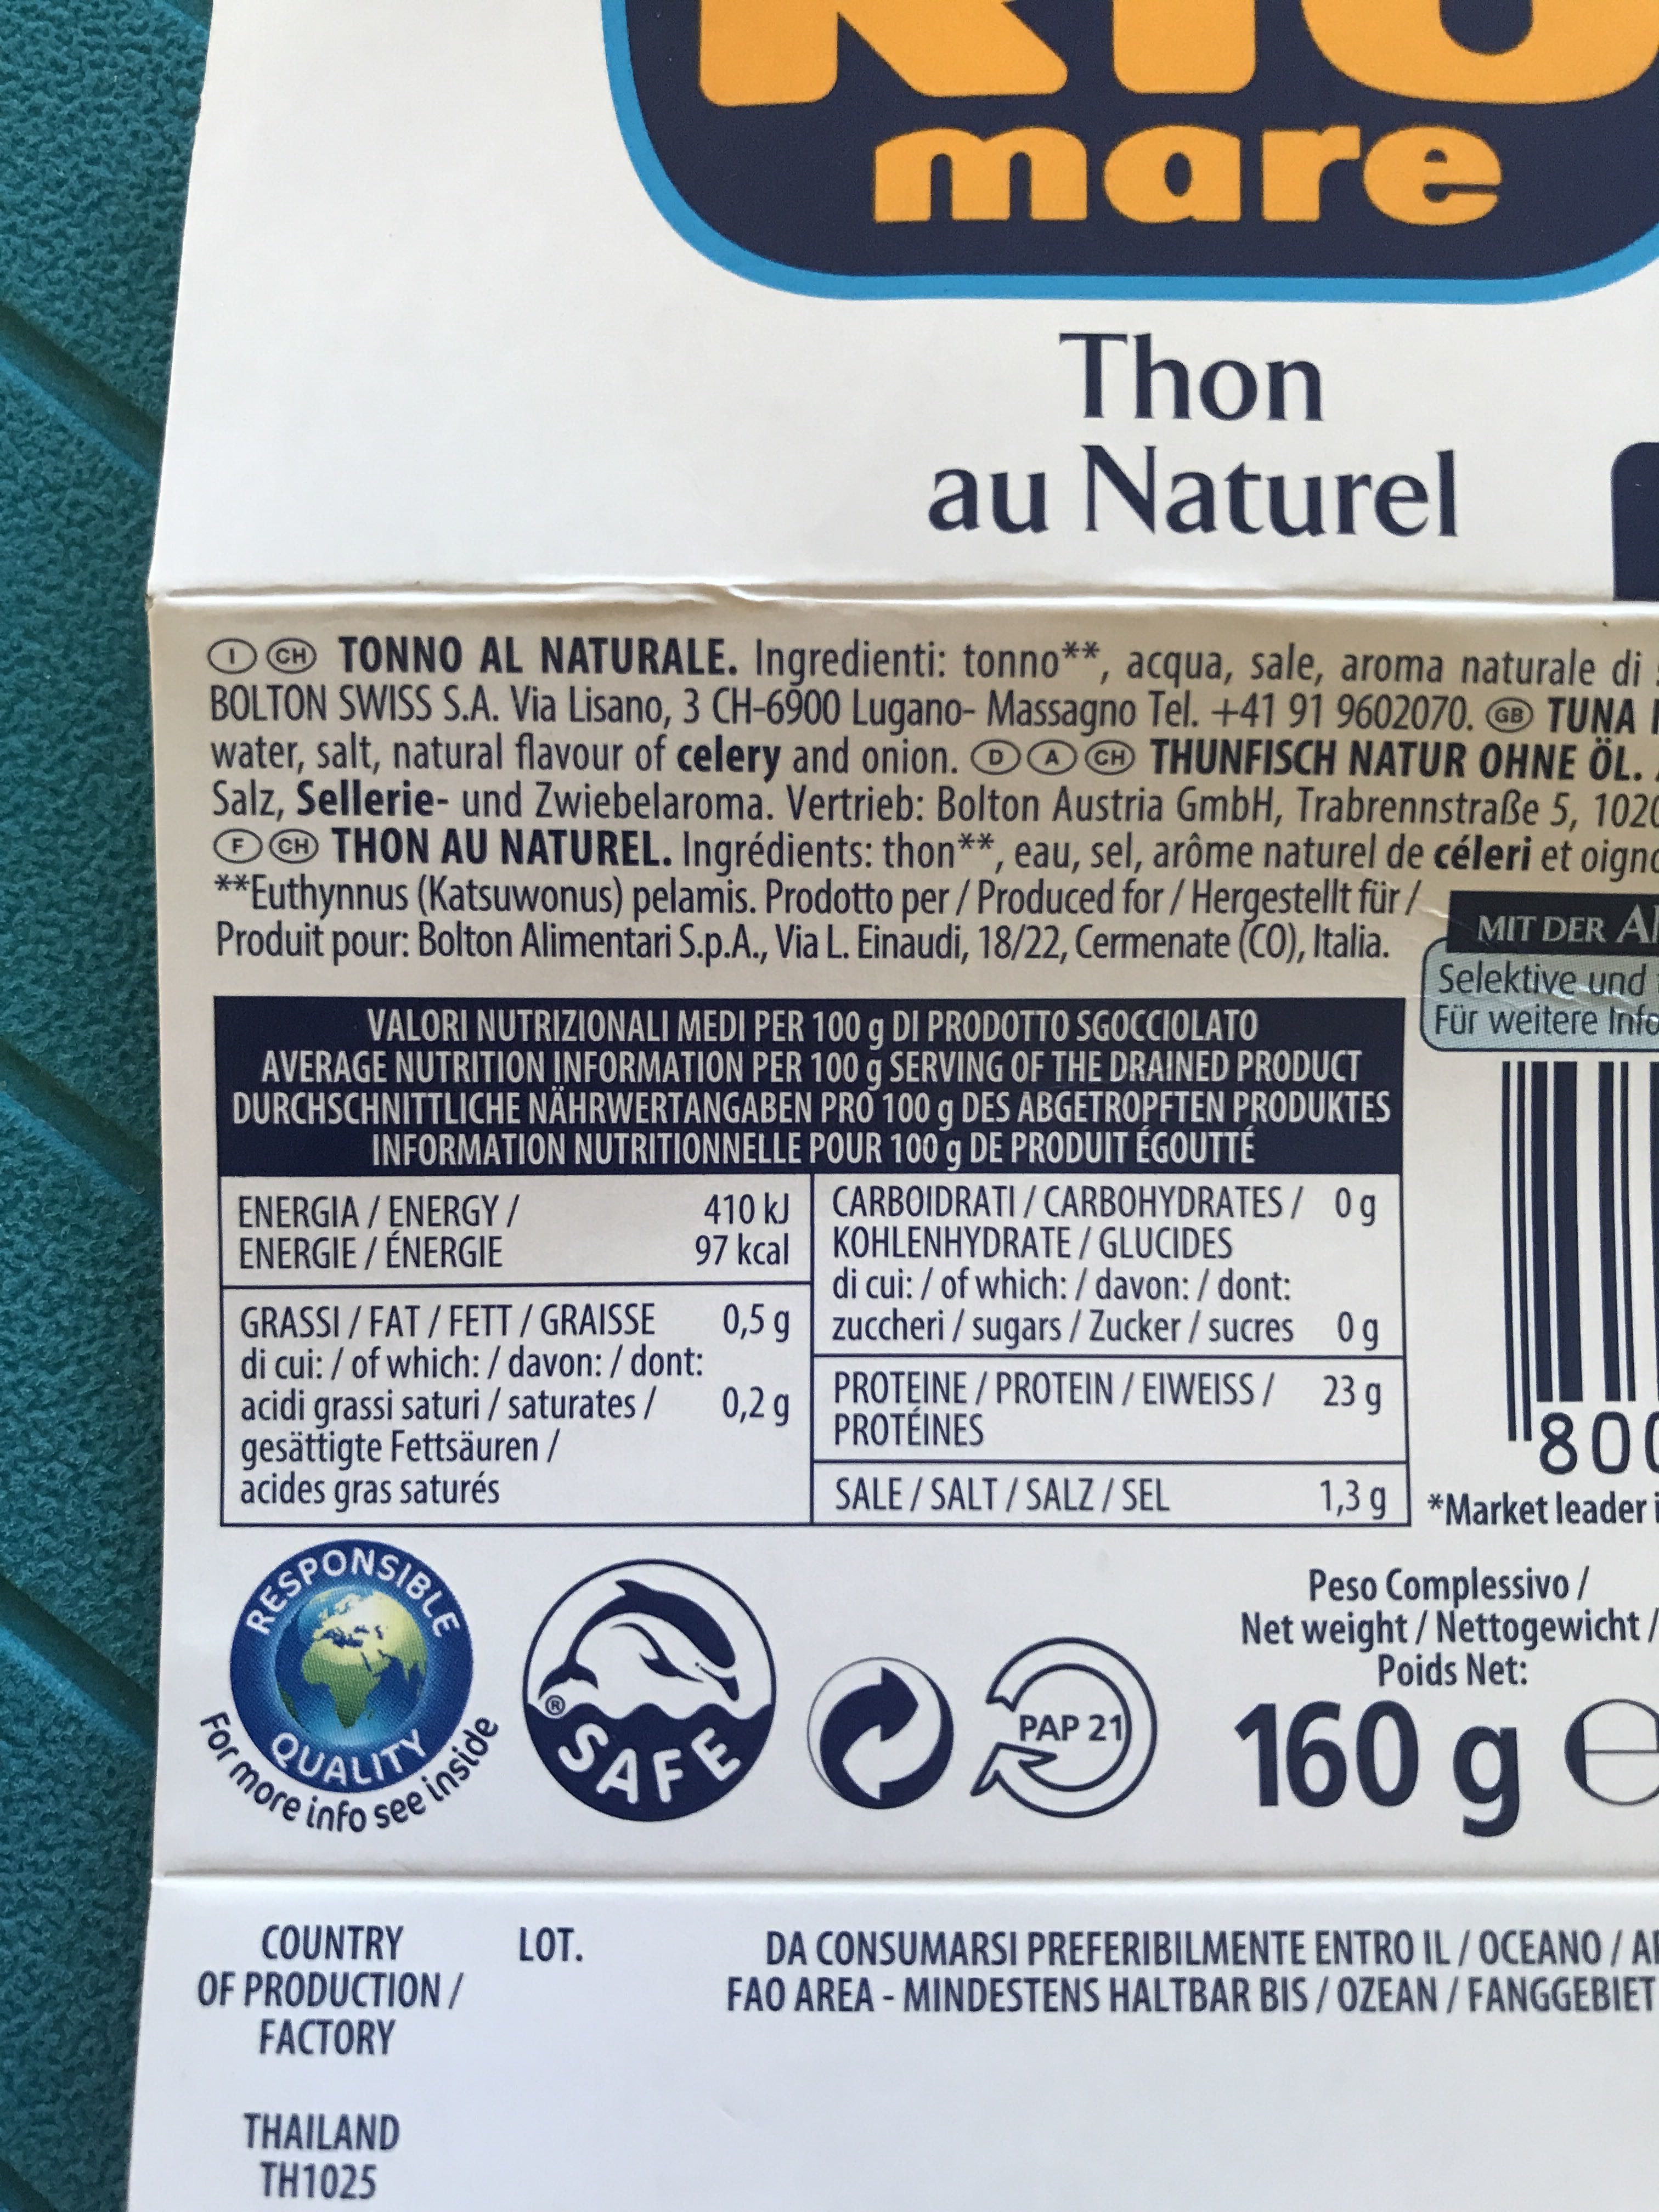 RIO
mare
Thon
au Naturel
I CH TONNO AL NATURALE. Ingredienti: tonno**, acqua, sale, aroma naturale di
BOLTON SWISS S.A. Via Lisano, 3 CH-6900 Lugano- Massagno Tel. +41 91 9602070. GB TUNA
water, salt, natural flavour of celery and onion. D A CH THUNFISCH NATUR OHNE ÖL.
Salz, Sellerie- und Zwiebelaroma. Vertrieb: Bolton Austria GmbH, Trabrennstraße 5, 1020
F CH THON AU NATUREL. Ingrédients: thon**, eau, sel, arôme naturel de céleri et
**Euthynnus (Katsuwonus) pelamis. Prodotto per / Produced for / Hergestellt für /
Produit pour: Bolton Alimentari S.p.A., Via L. Einaudi, 18/22, Cermenate (CO), Italia.
MIT DER
Selektive und
Für weitere
VALORI NUTRIZIONALI MEDI PER 100 g DI PRODOTTO SGOCCIOLATO
AVERAGE NUTRITION INFORMATION PER 100 g SERVING OF THE DRAINED PRODUCT
DURCHSCHNITTLICHE NÄHRWERTANGABEN PRO 100 g DES ABGETROPFTEN PRODUKTES
INFORMATION NUTRITIONNELLE POUR 100 g DE PRODUIT ÉGOUTTÉ
ENERGIA / ENERGY / 410 kJ
ENERGIE / ÉNERGIE 97 kcal
GRASSI / FAT / FETT / GRAISSE 0,5 g
di cui: / of which: / davon: / dont:
acidi grassi saturi / saturates / 0,2 g
gesättigte Fettsäuren /
acides gras saturés
CARBOIDRATI / CARBOHYDRATES / 0 g
KOHLENHYDRATE / GLUCIDES
di cui: / of which: / davon: / dont:
zuccheri / sugars / Zucker / sucres 0 g
PROTEINE / PROTEIN / EIWEISS / 23 g
PROTÉINES
SALE / SALT / SALZ / SEL 1,3 g
800
*Market leader
RESPONSIBLE
QUALITY
For more info see inside
® SAFE
PAP 21
Peso Complessivo /
Net weight / Nettogewicht /
Poids Net:
160 g e
COUNTRY
OF PRODUCTION /
FACTORY
LOT.
DA CONSUMARSI PREFERIBILMENTE ENTRO IL / OCEANO /
FAO AREA - MINDESTENS HALTBAR BIS / OZEAN / FANGGEBIET
THAILAND
TH1025